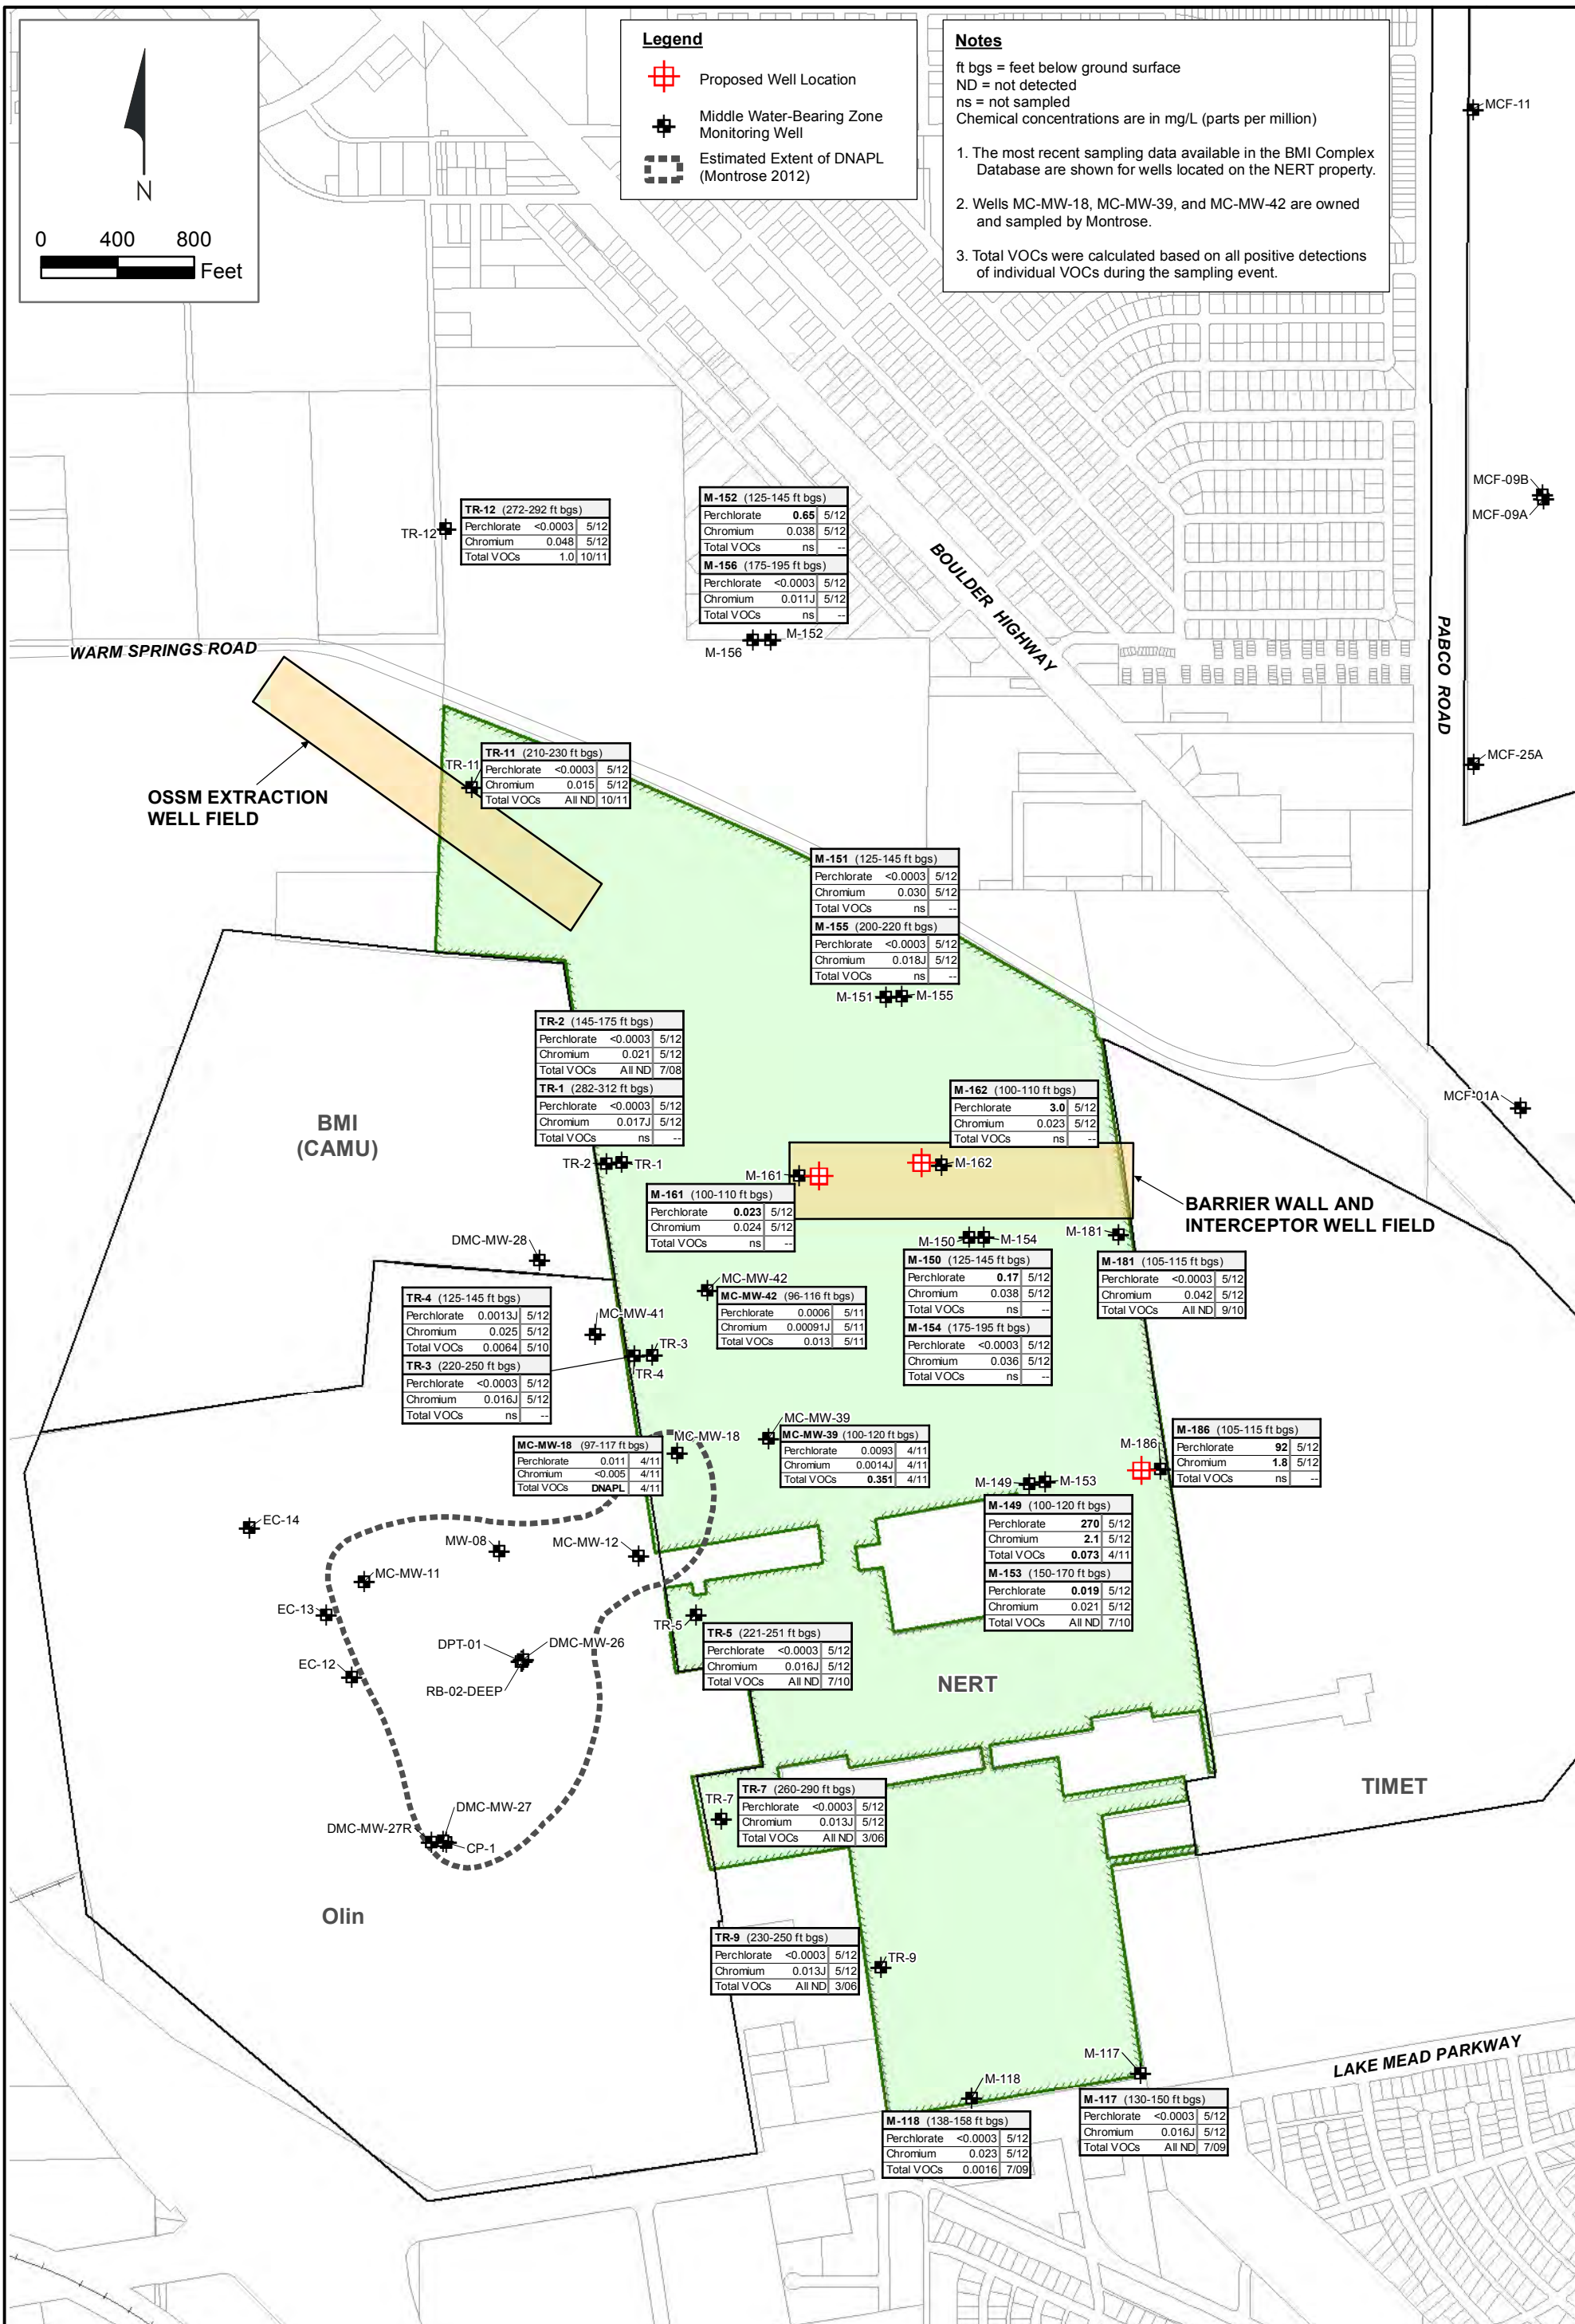 N
0 400 800
Feet
Legend
Proposed Well Location
Middle Water-Bearing Zone
Monitoring Well
Estimated Extent of DNAPL
(Montrose 2012)
Notes
ft bgs = feet below ground surface
ND = not detected
ns = not sampled
Chemical concentrations are in mg/L (parts per million)
1. The most recent sampling data available in the BMI Complex
Database are shown for wells located on the NERT property.
2. Wells MC-MW-18, MC-MW-39, and MC-MW-42 are owned
and sampled by Montrose.
3. Total VOCs were calculated based on all positive detections
of individual VOCs during the sampling event.
MCF-11
MCF-09B
MCF-09A
TR-12
TR-12 (272-292 ft bgs)
Perchlorate <0.0003 5/12
Chromium 0.048 5/12
Total VOCs 1.0 10/11
M-152 (125-145 ft bgs)
Perchlorate 0.65 5/12
Chromium 0.038 5/12
Total VOCs ns --
M-156 (175-195 ft bgs)
Perchlorate <0.0003 5/12
Chromium 0.011J 5/12
Total VOCs ns --
M-152
M-156
BOULDER HIGHWAY
PABCO ROAD
WARM SPRINGS ROAD
MCF-25A
OSSM EXTRACTION
WELL FIELD
TR-11
TR-11 (210-230 ft bgs)
Perchlorate <0.0003 5/12
Chromium 0.015 5/12
Total VOCs All ND 10/11
M-151 (125-145 ft bgs)
Perchlorate <0.0003 5/12
Chromium 0.030 5/12
Total VOCs ns --
M-155 (200-220 ft bgs)
Perchlorate <0.0003 5/12
Chromium 0.018J 5/12
Total VOCs ns --
M-151
M-155
TR-2 (145-175 ft bgs)
Perchlorate <0.0003 5/12
Chromium 0.021 5/12
Total VOCs All ND 7/08
TR-1 (282-312 ft bgs)
Perchlorate <0.0003 5/12
Chromium 0.017J 5/12
Total VOCs ns --
TR-2
TR-1
BMI
(CAMU)
M-162 (100-110 ft bgs)
Perchlorate 3.0 5/12
Chromium 0.023 5/12
Total VOCs ns --
MCF-01A
M-162
M-161
M-161 (100-110 ft bgs)
Perchlorate 0.023 5/12
Chromium 0.024 5/12
Total VOCs ns --
BARRIER WALL AND
INTERCEPTOR WELL FIELD
M-150
M-154
M-181
M-150 (125-145 ft bgs)
Perchlorate 0.17 5/12
Chromium 0.038 5/12
Total VOCs ns --
M-154 (175-195 ft bgs)
Perchlorate <0.0003 5/12
Chromium 0.036 5/12
Total VOCs ns --
M-181 (105-115 ft bgs)
Perchlorate <0.0003 5/12
Chromium 0.042 5/12
Total VOCs All ND 9/10
DMC-MW-28
MC-MW-42
MC-MW-42 (96-116 ft bgs)
Perchlorate 0.0006 5/11
Chromium 0.00091J 5/11
Total VOCs 0.013 5/11
MC-MW-41
TR-4 (125-145 ft bgs)
Perchlorate 0.0013J 5/12
Chromium 0.025 5/12
Total VOCs 0.0064 5/10
TR-3 (220-250 ft bgs)
Perchlorate <0.0003 5/12
Chromium 0.016J 5/12
Total VOCs ns --
TR-3
TR-4
MC-MW-39
MC-MW-39 (100-120 ft bgs)
Perchlorate 0.0093 4/11
Chromium 0.0014J 4/11
Total VOCs 0.351 4/11
MC-MW-18
MC-MW-18 (97-117 ft bgs)
Perchlorate 0.011 4/11
Chromium <0.005 4/11
Total VOCs DNAPL 4/11
M-186
M-186 (105-115 ft bgs)
Perchlorate 92 5/12
Chromium 1.8 5/12
Total VOCs ns --
M-149
M-153
M-149 (100-120 ft bgs)
Perchlorate 270 5/12
Chromium 2.1 5/12
Total VOCs 0.073 4/11
M-153 (150-170 ft bgs)
Perchlorate 0.019 5/12
Chromium 0.021 5/12
Total VOCs All ND 7/10
EC-14
MW-08
MC-MW-12
MC-MW-11
EC-13
TR-5
TR-5 (221-251 ft bgs)
Perchlorate <0.0003 5/12
Chromium 0.016J 5/12
Total VOCs All ND 7/10
DPT-01
DMC-MW-26
EC-12
RB-02-DEEP
NERT
TIMET
TR-7
TR-7 (260-290 ft bgs)
Perchlorate <0.0003 5/12
Chromium 0.013J 5/12
Total VOCs All ND 3/06
DMC-MW-27
DMC-MW-27R
CP-1
Olin
TR-9 (230-250 ft bgs)
Perchlorate <0.0003 5/12
Chromium 0.013J 5/12
Total VOCs All ND 3/06
TR-9
LAKE MEAD PARKWAY
M-117
M-118
M-117 (130-150 ft bgs)
Perchlorate <0.0003 5/12
Chromium 0.016J 5/12
Total VOCs All ND 7/09
M-118 (138-158 ft bgs)
Perchlorate <0.0003 5/12
Chromium 0.023 5/12
Total VOCs 0.0016 7/09